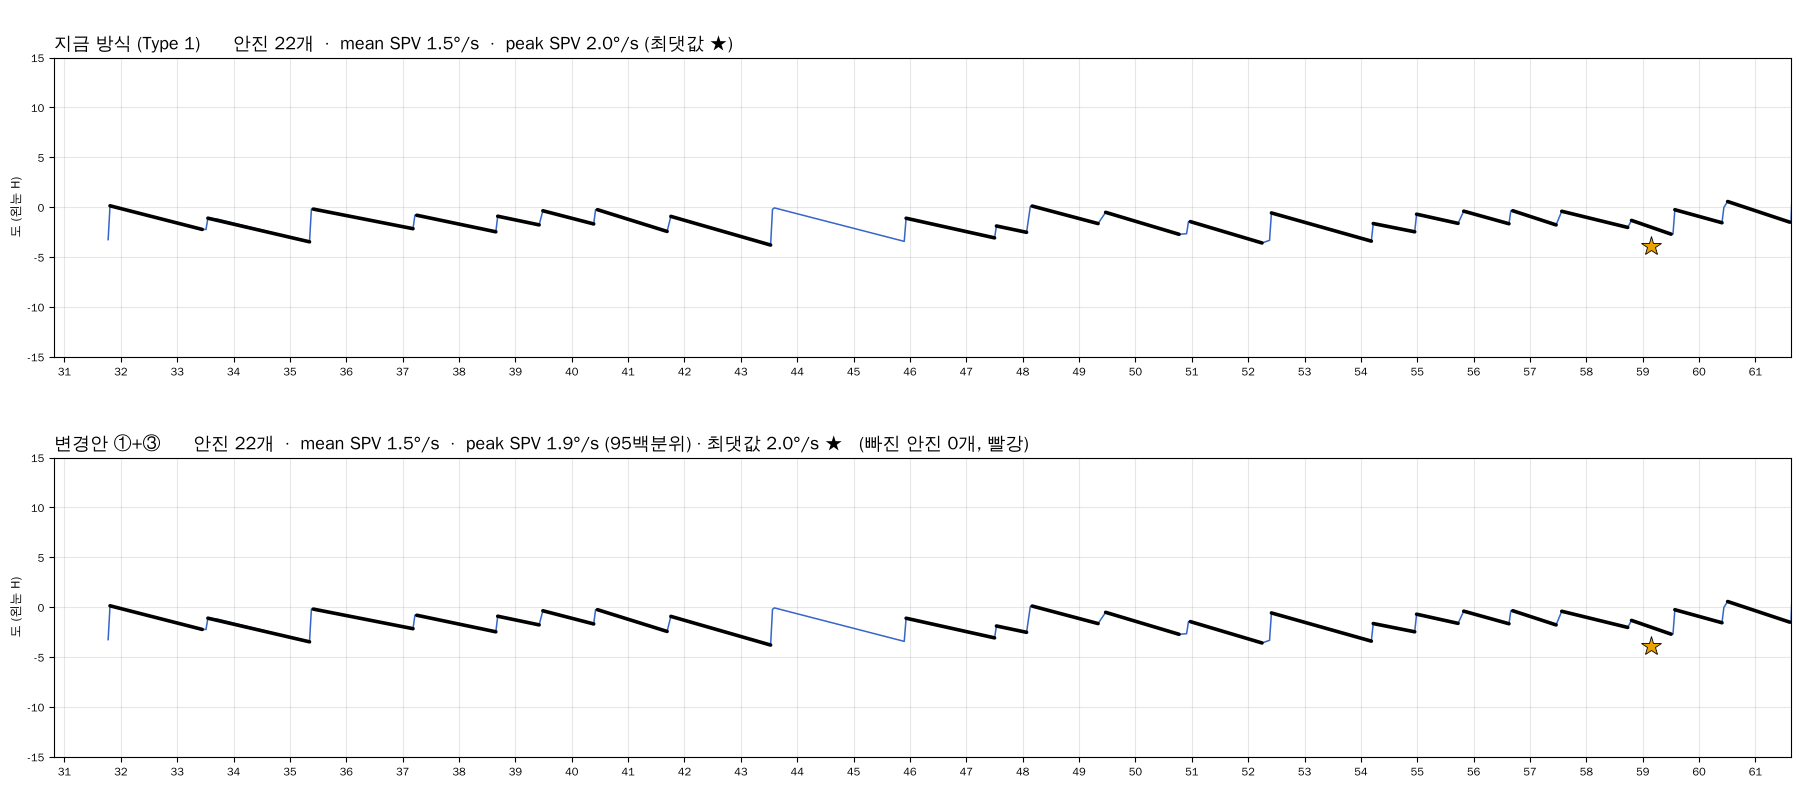 지금 방식 (Type 1) 안진 22개 · mean SPV 1.5°/s · peak SPV 2.0°/s (최댓값 ★)
15
10
5
0
-5
-10
-15
도 (왼눈 H)
31 32 33 34 35 36 37 38 39 40 41 42 43 44 45 46 47 48 49 50 51 52 53 54 55 56 57 58 59 60 61
변경안 ①+③ 안진 22개 · mean SPV 1.5°/s · peak SPV 1.9°/s (95백분위) · 최댓값 2.0°/s ★ (빠진 안진 0개, 빨강)
15
10
5
0
-5
-10
-15
도 (왼눈 H)
31 32 33 34 35 36 37 38 39 40 41 42 43 44 45 46 47 48 49 50 51 52 53 54 55 56 57 58 59 60 61